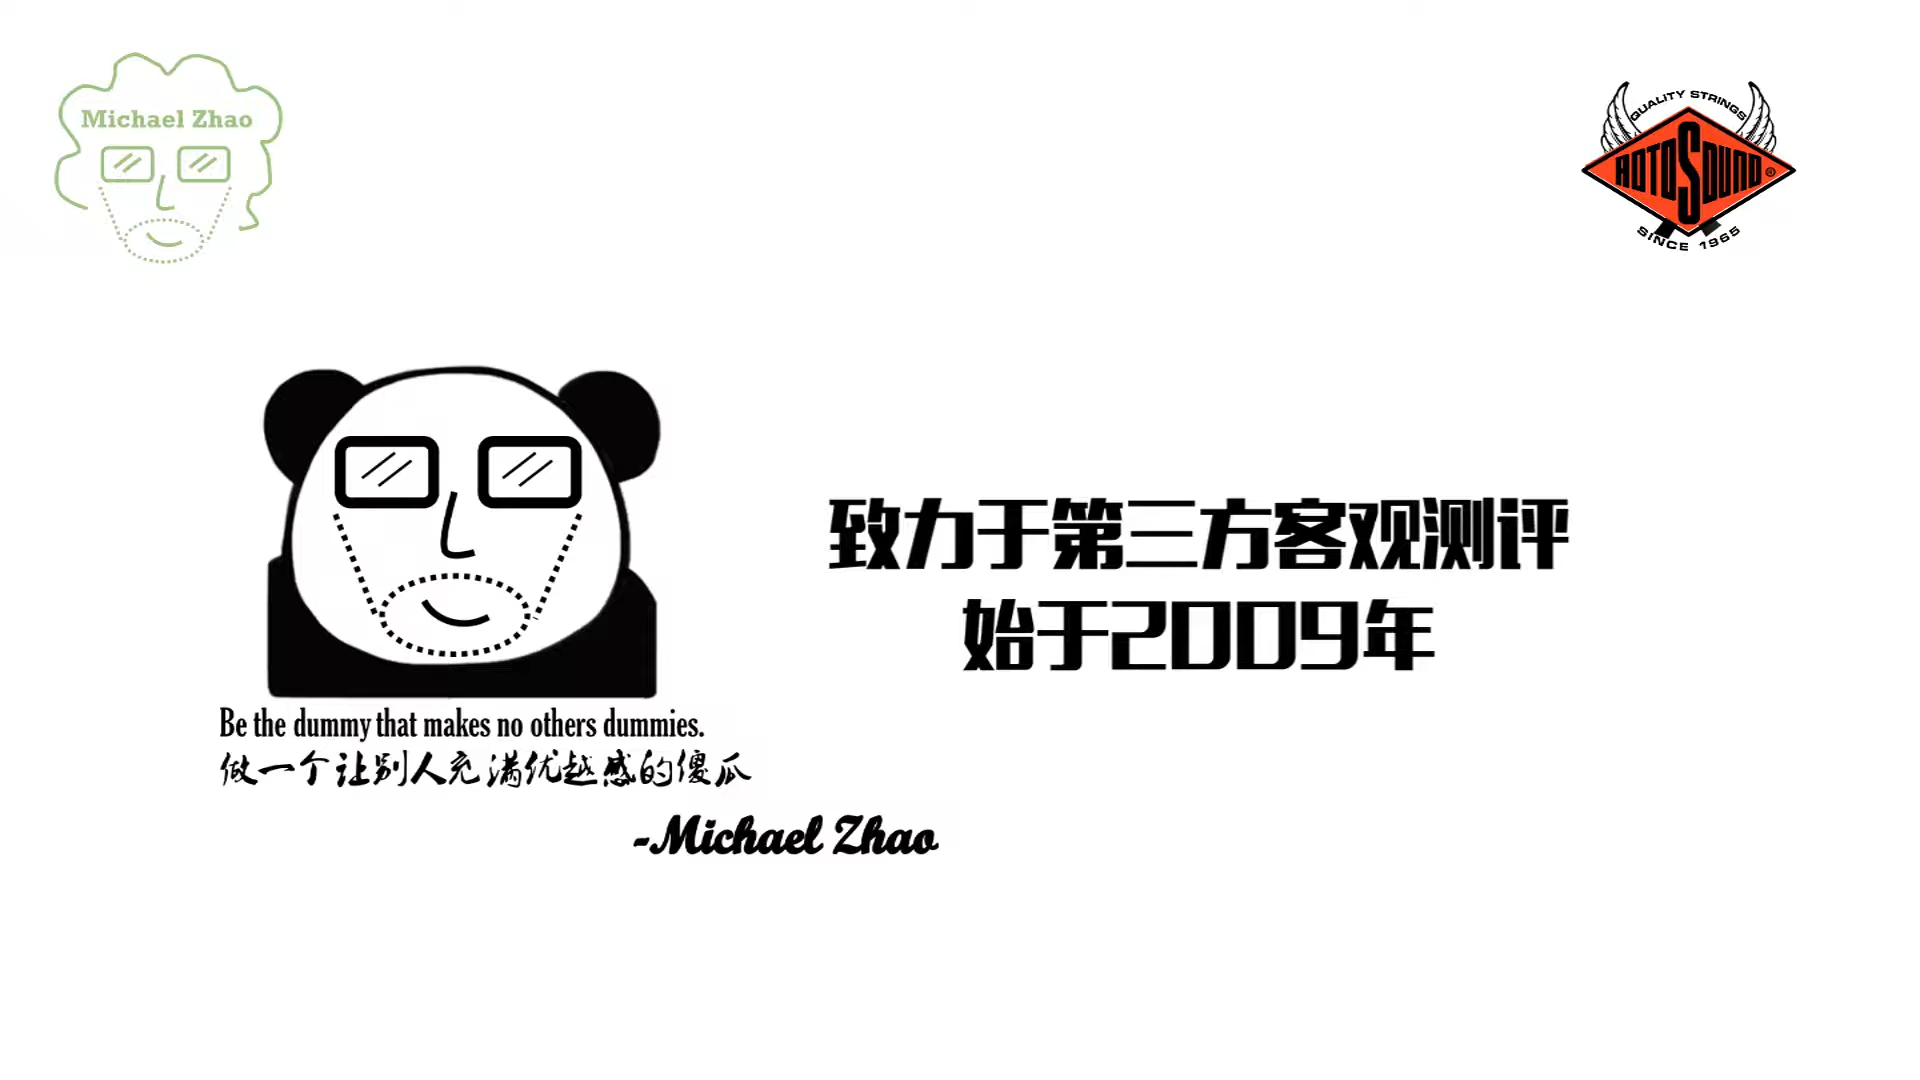 Michael Zhao
QUALITY STRINGS
ROTOSOUND®
SINCE 1965
致力于第三方客观测评
始于2009年
Be the dummy that makes no others dummies.
做一个让别人充满优越感的傻瓜
-Michael Zhao